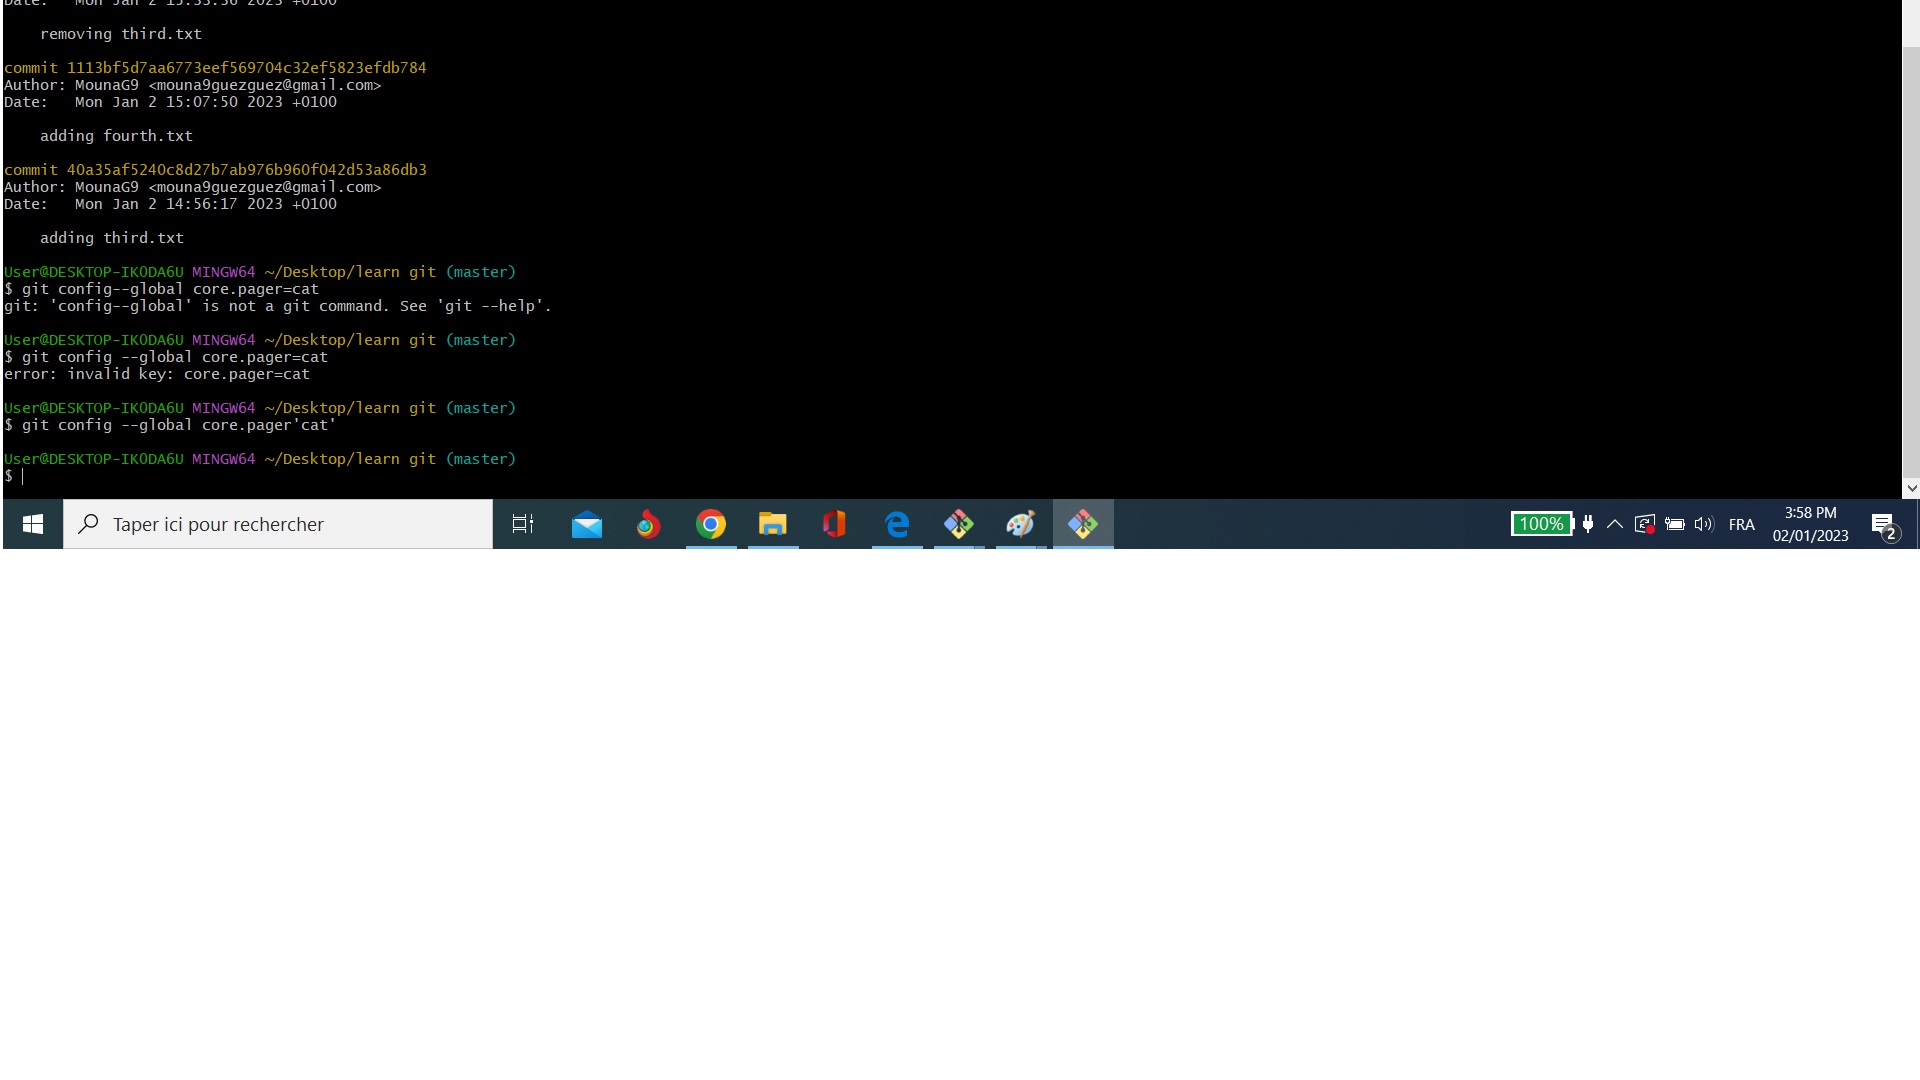 Date:   Mon Jan 2 15:33:36 2023 +0100
    removing third.txt
commit 1113bf5d7aa6773eef569704c32ef5823efdb784
Author: MounaG9 <mouna9guezguez@gmail.com>
Date:   Mon Jan 2 15:07:50 2023 +0100
    adding fourth.txt
commit 40a35af5240c8d27b7ab976b960f042d53a86db3
Author: MounaG9 <mouna9guezguez@gmail.com>
Date:   Mon Jan 2 14:56:17 2023 +0100
    adding third.txt
User@DESKTOP-IKODA6U MINGW64 ~/Desktop/learn git (master)
$ git config--global core.pager=cat
git: 'config--global' is not a git command. See 'git --help'.
User@DESKTOP-IKODA6U MINGW64 ~/Desktop/learn git (master)
$ git config --global core.pager=cat
error: invalid key: core.pager=cat
User@DESKTOP-IKODA6U MINGW64 ~/Desktop/learn git (master)
$ git config --global core.pager'cat'
User@DESKTOP-IKODA6U MINGW64 ~/Desktop/learn git (master)
$
Taper ici pour rechercher
100%
FRA
3:58 PM
02/01/2023
2